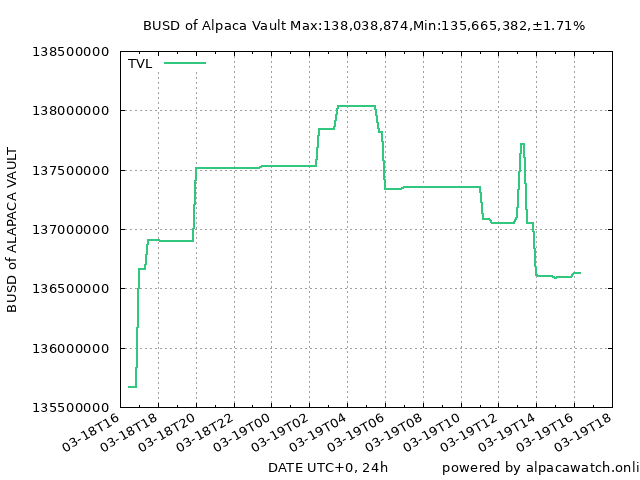 BUSD of Alpaca Vault Max:138,038,874,Min:135,665,382,±1.71%
TVL
138500000
138000000
137500000
137000000
136500000
136000000
135500000
BUSD of ALAPACA VAULT
03-18T16
03-18T18
03-18T20
03-18T22
03-19T00
03-19T02
03-19T04
03-19T06
03-19T08
03-19T10
03-19T12
03-19T14
03-19T16
03-19T18
DATE UTC+0, 24h
powered by alpacawatch.onli